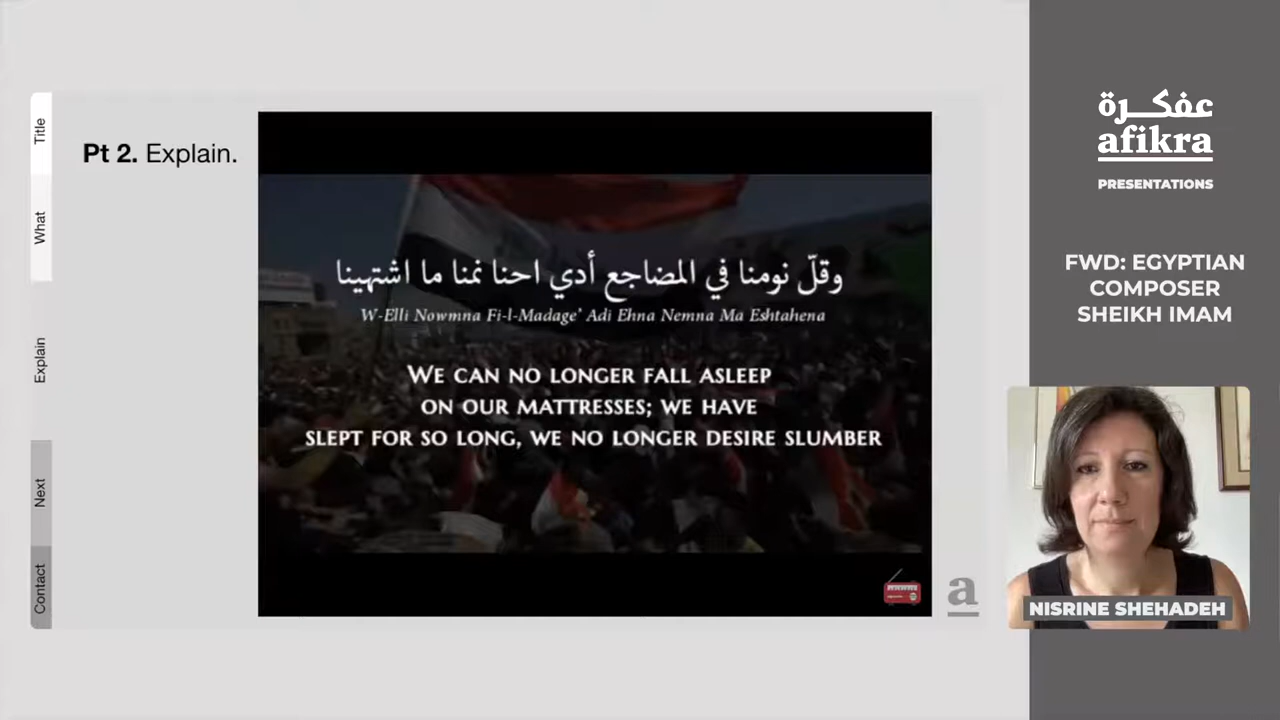 Title
What
Explain
Next
Contact
Pt 2. Explain.
وقلّ نومنا في المضاجع أدي احنا نمنا ما اشتهينا
W-Elli Nowmna Fi-l-Madage' Adi Ehna Nemna Ma Eshtahena
WE CAN NO LONGER FALL ASLEEP
ON OUR MATTRESSES; WE HAVE
SLEPT FOR SO LONG, WE NO LONGER DESIRE SLUMBER
a
عفكرة
afikra
PRESENTATIONS
FWD: EGYPTIAN
COMPOSER
SHEIKH IMAM
NISRINE SHEHADEH